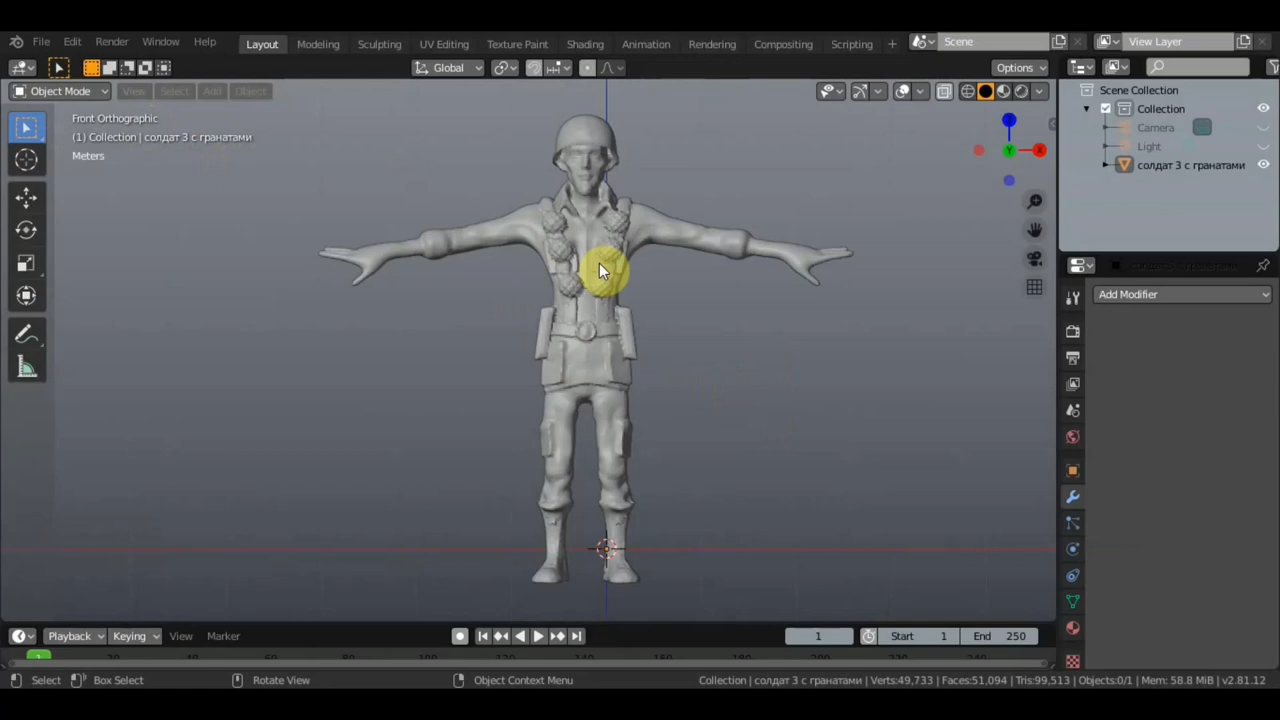 File Edit Render Window Help Layout Modeling Sculpting UV Editing Texture Paint Shading Animation Rendering Compositing Scripting + Scene View Layer
Global Options
Object Mode View Select Add Object
Front Orthographic
(1) Collection | солдат 3 с гранатами
Meters
Z
Y
X
Scene Collection
Collection
Camera
Light
солдат 3 с гранатами
Add Modifier
Playback Keying View Marker 1 Start 1 End 250
1
Select Box Select Rotate View Object Context Menu Collection | солдат 3 с гранатами | Verts:49,733 | Faces:51,094 | Tris:99,513 | Objects:0/1 | Mem: 58.8 MiB | v2.81.12